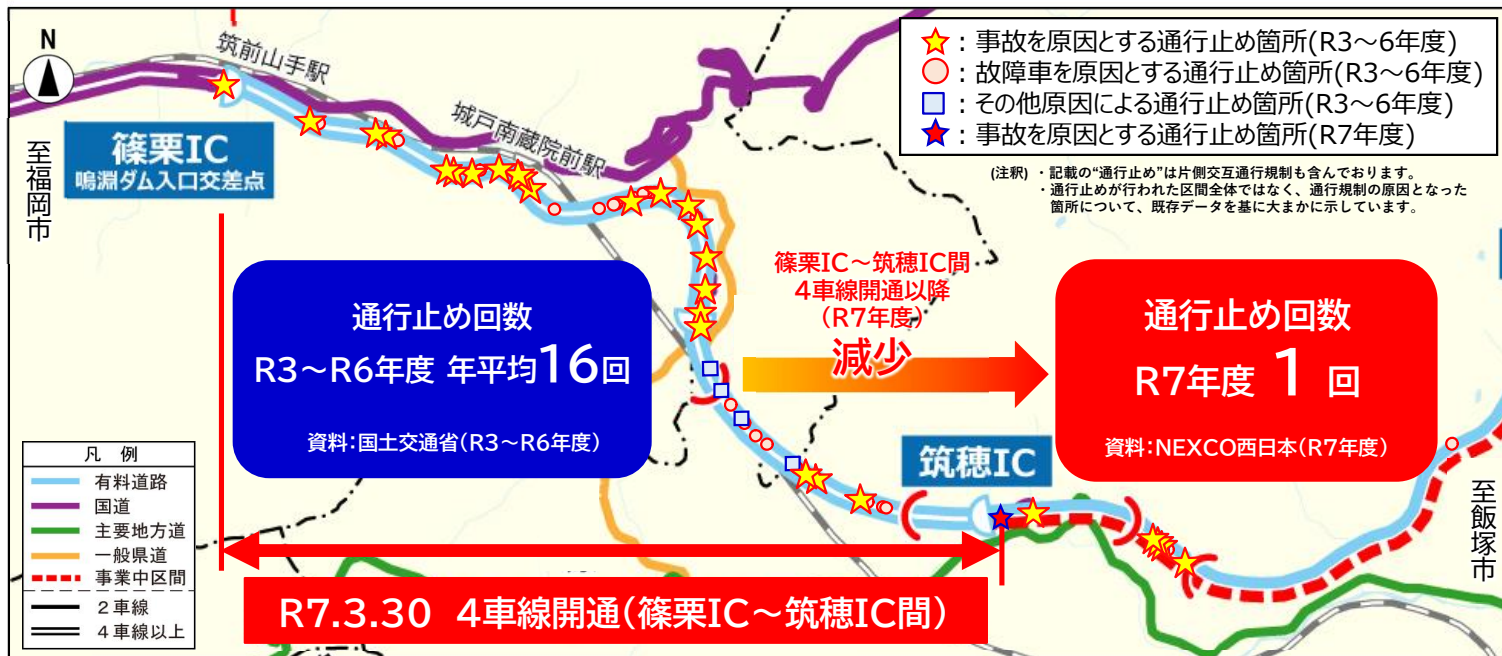 N
筑前山手駅
城戸南蔵院前駅
至福岡市
篠栗IC
鳴淵ダム入口交差点
：事故を原因とする通行止め箇所(R3～6年度)
：故障車を原因とする通行止め箇所(R3～6年度)
：その他原因による通行止め箇所(R3～6年度)
：事故を原因とする通行止め箇所(R7年度)
(注釈) ・記載の“通行止め”は片側交互通行規制も含んでおります。
・通行止めが行われた区間全体ではなく、通行規制の原因となった
箇所について、既存データを基に大まかに示しています。
通行止め回数
R3～R6年度 年平均16回
資料：国土交通省(R3～R6年度)
篠栗IC～筑穂IC間
4車線開通以降
(R7年度)
減少
通行止め回数
R7年度 1 回
資料：NEXCO西日本(R7年度)
筑穂IC
至飯塚市
凡 例
有料道路
国道
主要地方道
一般県道
事業中区間
2車線
4車線以上
R7.3.30 4車線開通(篠栗IC～筑穂IC間)